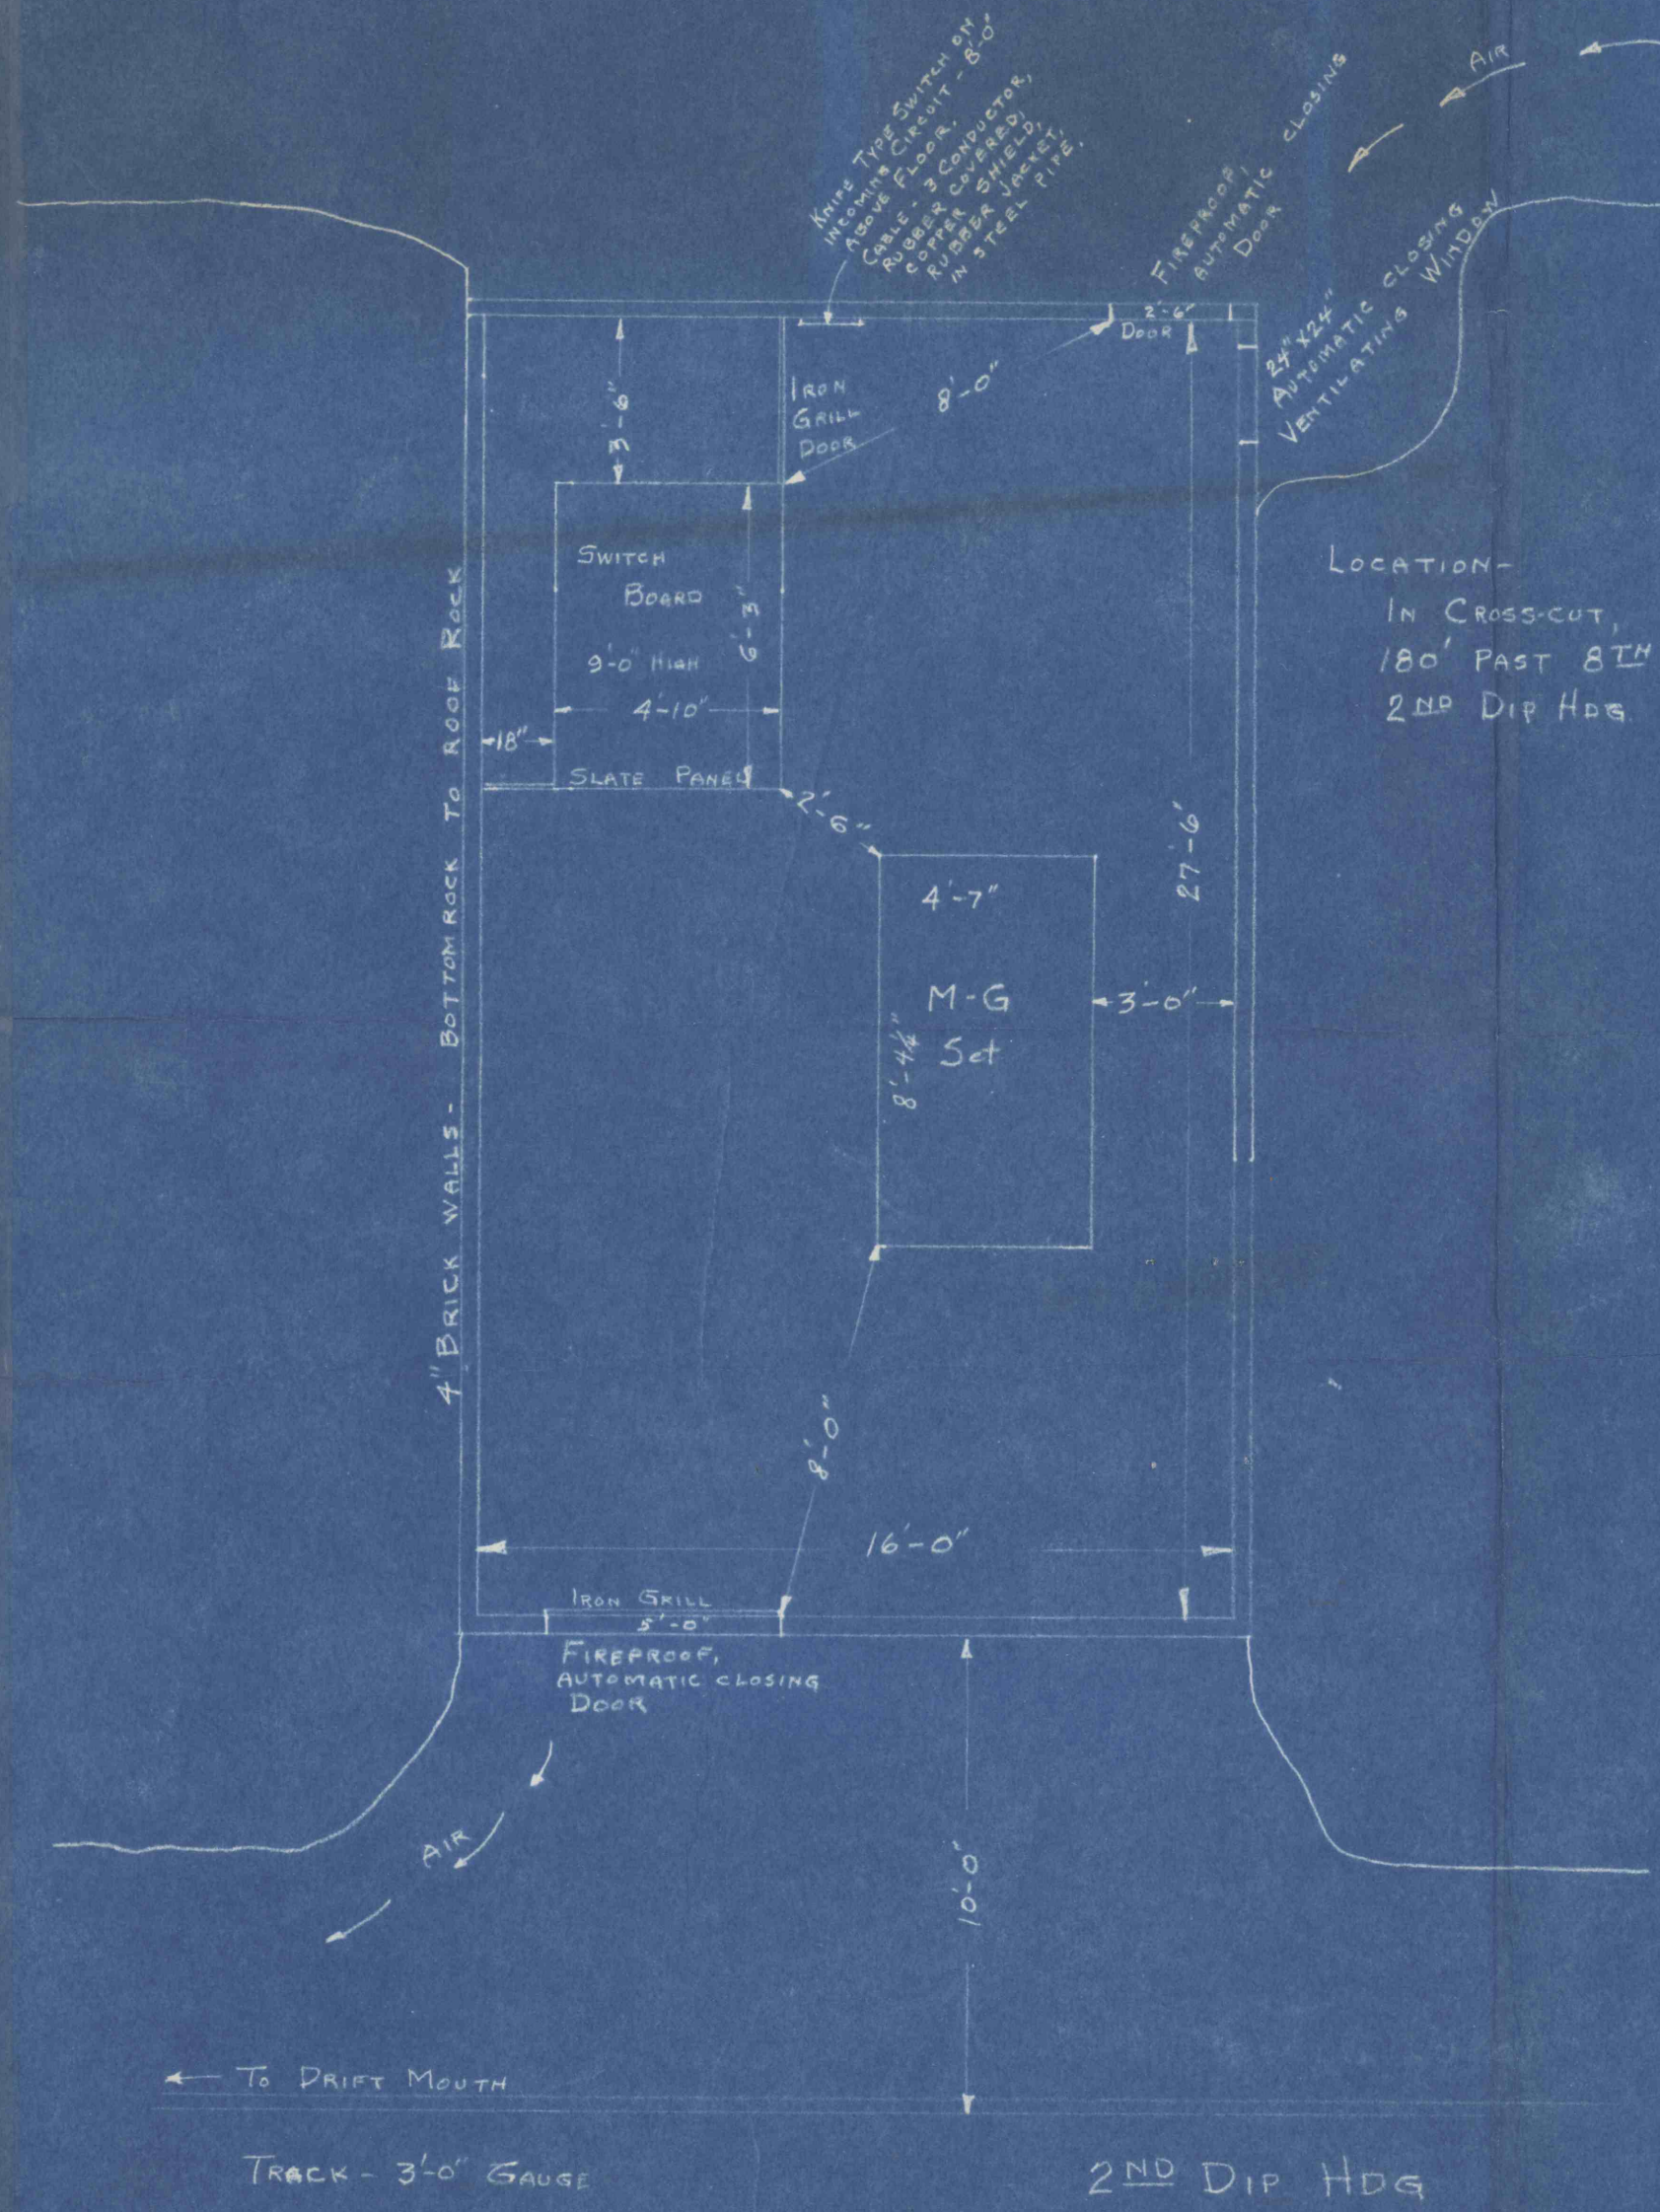 KNIFE TYPE SWITCH ON
INCOMING CIRCUIT - 8'-0"
ABOVE FLOOR.
CABLE - 3 CONDUCTOR,
RUBBER COVERED,
COPPER SHIELD,
RUBBER JACKET,
IN STEEL PIPE.
FIREPROOF,
AUTOMATIC CLOSING
DOOR
AIR
24" X 24"
AUTOMATIC CLOSING
VENTILATING WINDOW
2'-6"
DOOR
3'-6"
IRON
GRILL
DOOR
8'-0"
SWITCH
BOARD
9'-0" HIGH
6'-3"
4'-10"
18"
SLATE PANEL
2'-6"
LOCATION-
IN CROSS-CUT,
180' PAST 8TH
2ND DIP HDG.
4" BRICK WALLS - BOTTOM ROCK TO ROOF ROCK
27'-6"
4'-7"
M-G
Set
8'-4¼"
3'-0"
8'-0"
16'-0"
IRON GRILL
5'-0"
FIREPROOF,
AUTOMATIC CLOSING
DOOR
AIR
10'-0"
TO DRIFT MOUTH
TRACK - 3'-0" GAUGE
2ND DIP HDG